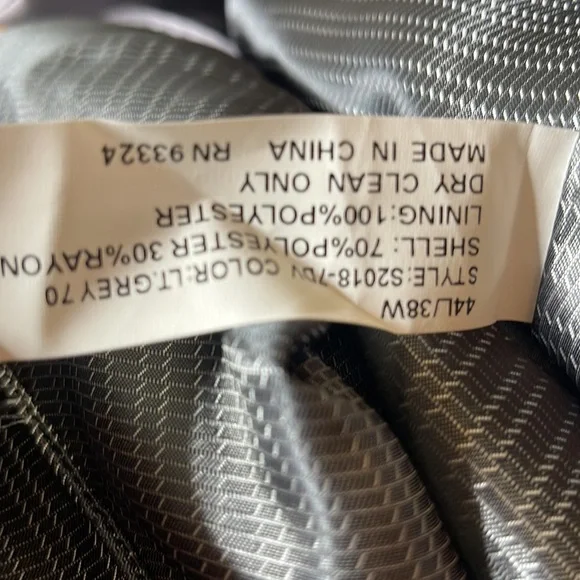 44L/38W
STYLE:S2018-7DV COLOR:LT.GREY 70
SHELL: 70%POLYESTER 30%RAYON
LINING:100%POLYESTER
DRY CLEAN ONLY
MADE IN CHINA RN 93324